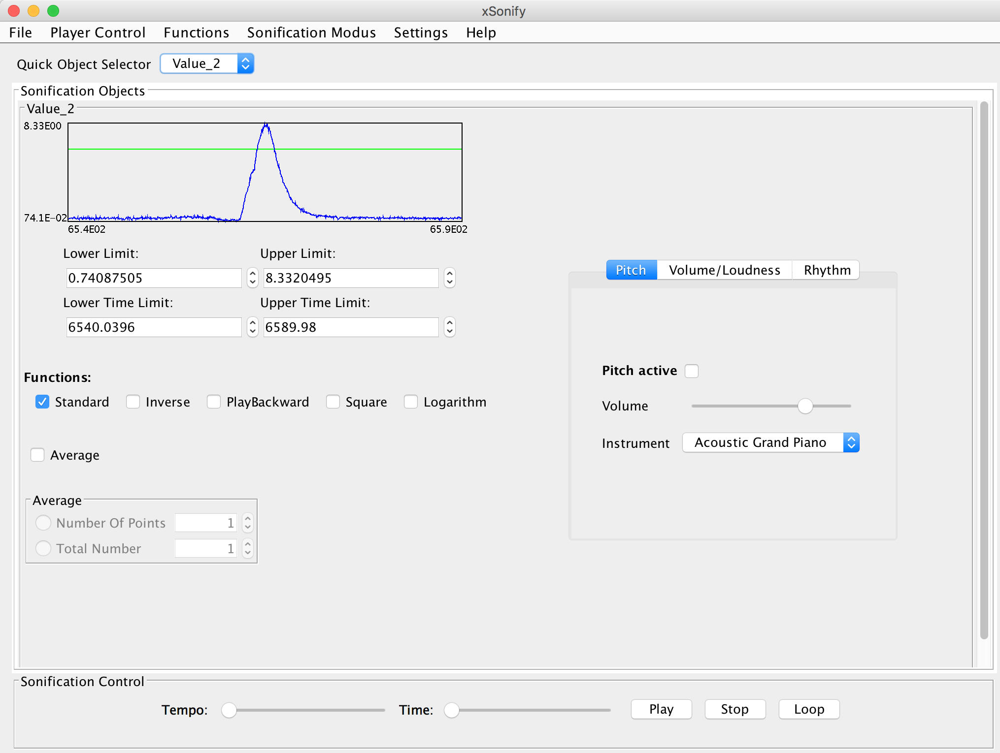 xSonify
File Player Control Functions Sonification Modus Settings Help
Quick Object Selector Value_2
Sonification Objects
Value_2
8.33E00
74.1E-02
65.4E02 65.9E02
Lower Limit: Upper Limit:
0.74087505 8.3320495
Lower Time Limit: Upper Time Limit:
6540.0396 6589.98
Pitch Volume/Loudness Rhythm
Pitch active
Volume
Instrument Acoustic Grand Piano
Functions:
Standard Inverse PlayBackward Square Logarithm
Average
Average
Number Of Points 1
Total Number 1
Sonification Control
Tempo: Time: Play Stop Loop